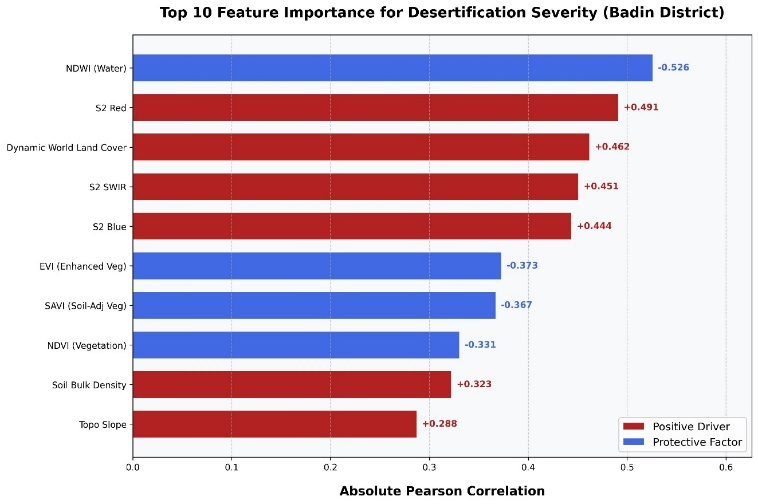 Top 10 Feature Importance for Desertification Severity (Badin District)
NDWI (Water) -0.526
S2 Red +0.491
Dynamic World Land Cover +0.462
S2 SWIR +0.451
S2 Blue +0.444
EVI (Enhanced Veg) -0.373
SAVI (Soil-Adj Veg) -0.367
NDVI (Vegetation) -0.331
Soil Bulk Density +0.323
Topo Slope +0.288
Positive Driver
Protective Factor
0.0 0.1 0.2 0.3 0.4 0.5 0.6
Absolute Pearson Correlation